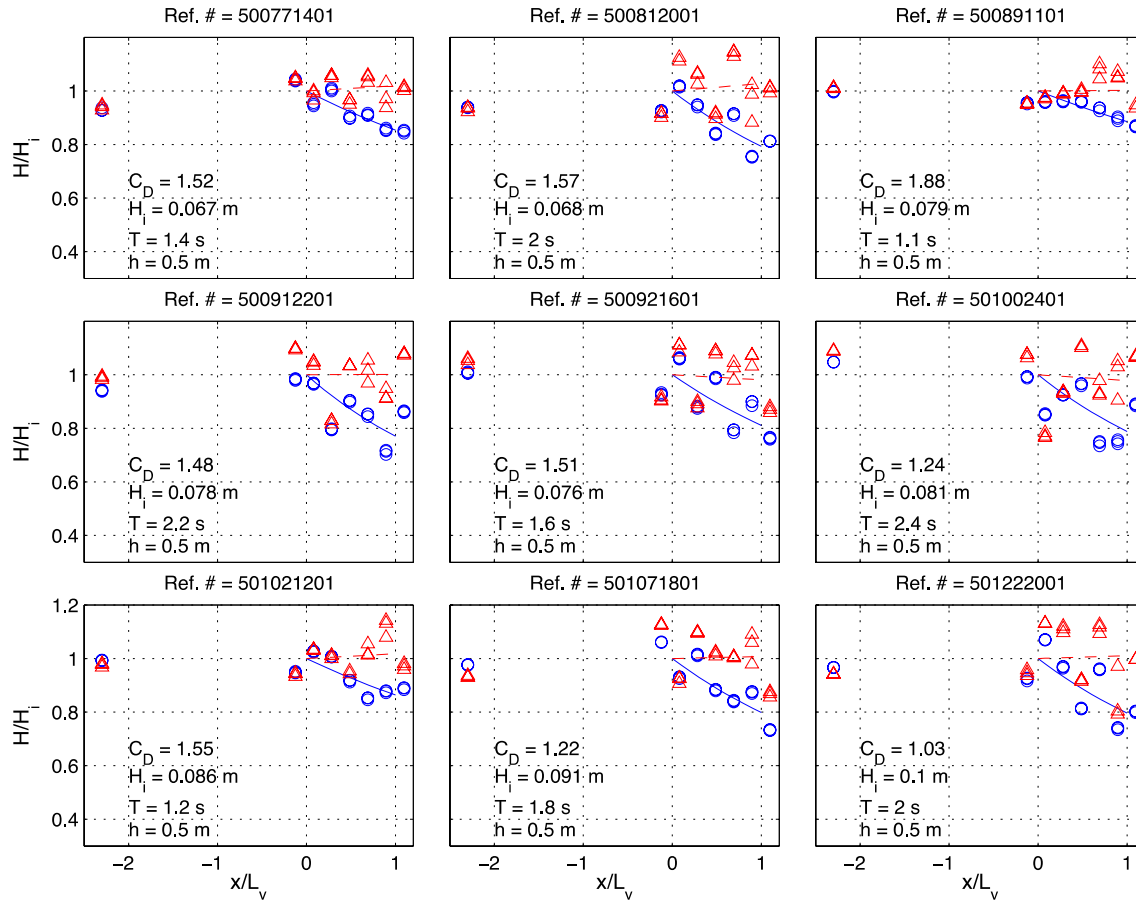 Ref. # = 500771401
Ref. # = 500812001
Ref. # = 500891101
H/H_i
1
0.8
0.6
0.4
C_D = 1.52
H_i = 0.067 m
T = 1.4 s
h = 0.5 m
C_D = 1.57
H_i = 0.068 m
T = 2 s
h = 0.5 m
C_D = 1.88
H_i = 0.079 m
T = 1.1 s
h = 0.5 m
Ref. # = 500912201
Ref. # = 500921601
Ref. # = 501002401
H/H_i
1
0.8
0.6
0.4
C_D = 1.48
H_i = 0.078 m
T = 2.2 s
h = 0.5 m
C_D = 1.51
H_i = 0.076 m
T = 1.6 s
h = 0.5 m
C_D = 1.24
H_i = 0.081 m
T = 2.4 s
h = 0.5 m
Ref. # = 501021201
Ref. # = 501071801
Ref. # = 501222001
H/H_i
1.2
1
0.8
0.6
0.4
C_D = 1.55
H_i = 0.086 m
T = 1.2 s
h = 0.5 m
C_D = 1.22
H_i = 0.091 m
T = 1.8 s
h = 0.5 m
C_D = 1.03
H_i = 0.1 m
T = 2 s
h = 0.5 m
−2 −1 0 1
−2 −1 0 1
−2 −1 0 1
x/L_v
x/L_v
x/L_v